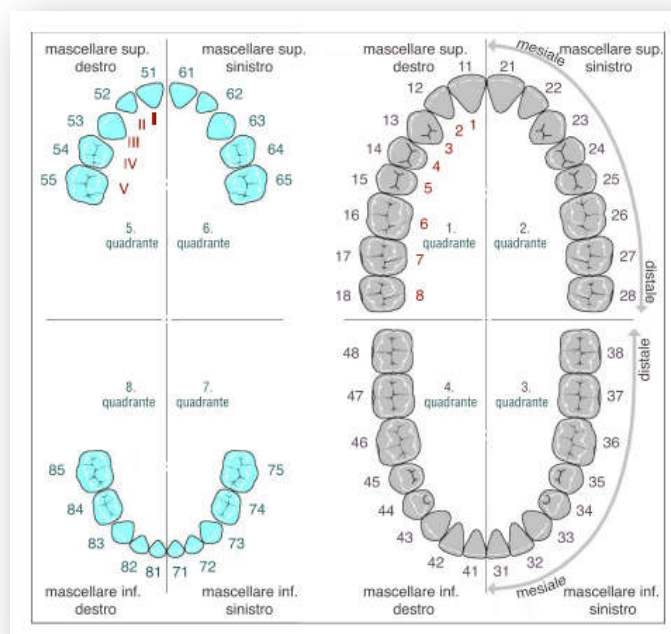 mascellare sup.
destro
mascellare sup.
sinistro
51 61
52 62
53 63
54 64
55 65
I
II
III
IV
V
5.
quadrante
6.
quadrante
8.
quadrante
7.
quadrante
85 75
84 74
83 73
82 81 71 72
mascellare inf.
destro
mascellare inf.
sinistro
mascellare sup.
destro
mesiale
mascellare sup.
sinistro
11 21
12 22
13 23
14 24
15 25
16 26
17 27
18 28
1
2
3
4
5
6
7
8
1.
quadrante
2.
quadrante
distale
distale
48 38
47 37
4.
quadrante
3.
quadrante
46 36
45 35
44 34
43 33
42 41 31 32
mesiale
mascellare inf.
destro
mascellare inf.
sinistro